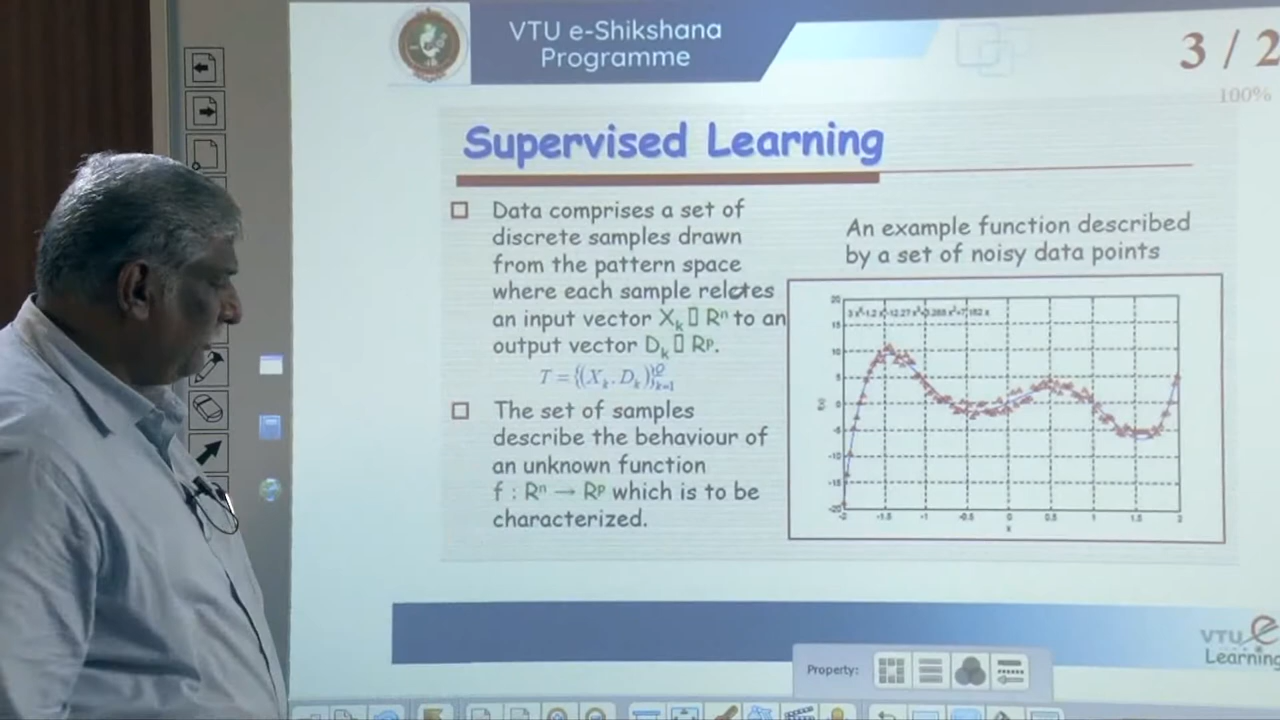 VTU e-Shikshana
Programme
3 / 2
100%
Supervised Learning
Data comprises a set of
discrete samples drawn
from the pattern space
where each sample relates
an input vector Xₖ ▯ Rⁿ to an
output vector Dₖ ▯ Rᵖ.
T = {(Xₖ, Dₖ)}Q k=1
The set of samples
describe the behaviour of
an unknown function
f : Rⁿ → Rᵖ which is to be
characterized.
An example function described
by a set of noisy data points
20
15
10
5
0
-5
-10
-15
-20
-2 -1.5 -1 -0.5 0 0.5 1 1.5 2
x
f(x)
VTU e
Learning
Property: